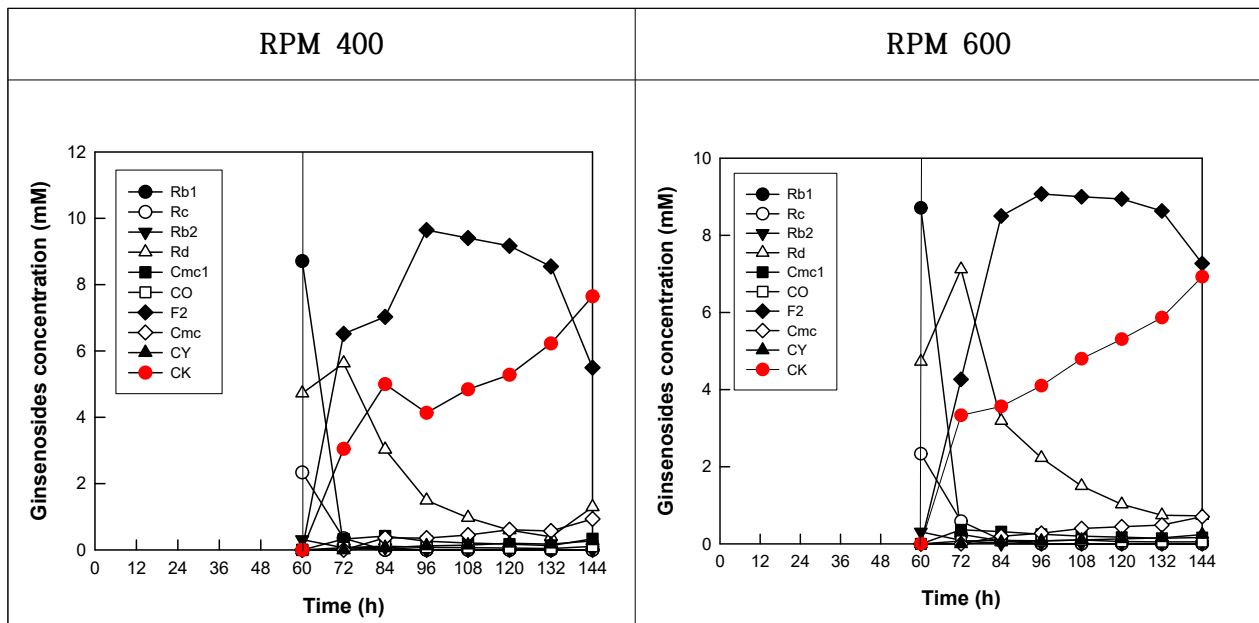 RPM 400
RPM 600
Ginsenosides concentration (mM)
12
10
8
6
4
2
0
Rb1
Rc
Rb2
Rd
Cmc1
CO
F2
Cmc
CY
CK
0 12 24 36 48 60 72 84 96 108 120 132 144
Time (h)
Ginsenosides concentration (mM)
10
8
6
4
2
0
Rb1
Rc
Rb2
Rd
Cmc1
CO
F2
Cmc
CY
CK
0 12 24 36 48 60 72 84 96 108 120 132 144
Time (h)